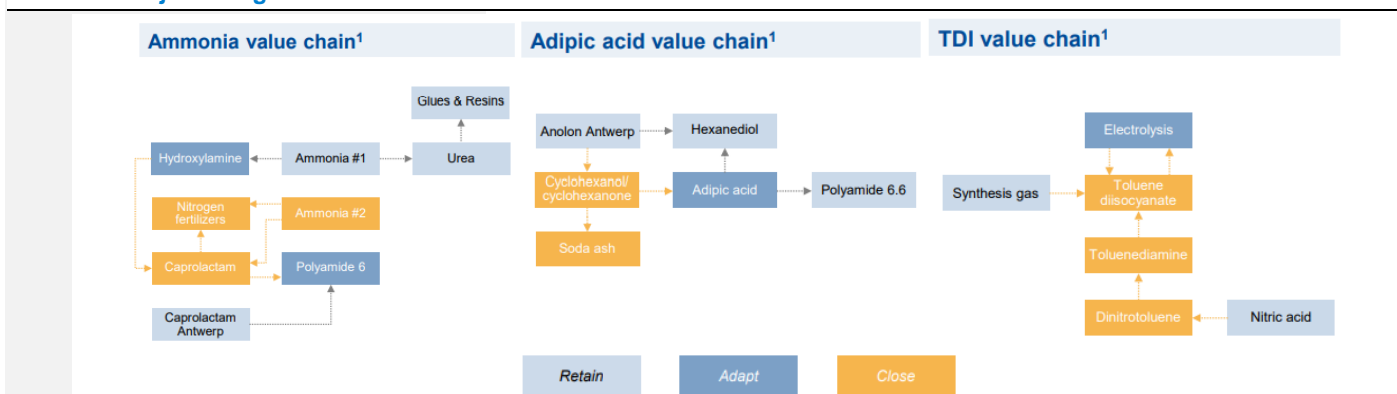 Ammonia value chain1
Adipic acid value chain1
TDI value chain1
Glues & Resins
Hydroxylamine
Ammonia #1
Urea
Nitrogen
fertilizers
Ammonia #2
Caprolactam
Polyamide 6
Caprolactam
Antwerp
Anolon Antwerp
Hexanediol
Cyclohexanol/
cyclohexanone
Adipic acid
Polyamide 6.6
Soda ash
Electrolysis
Synthesis gas
Toluene
diisocyanate
Toluenediamine
Dinitrotoluene
Nitric acid
Retain
Adapt
Close